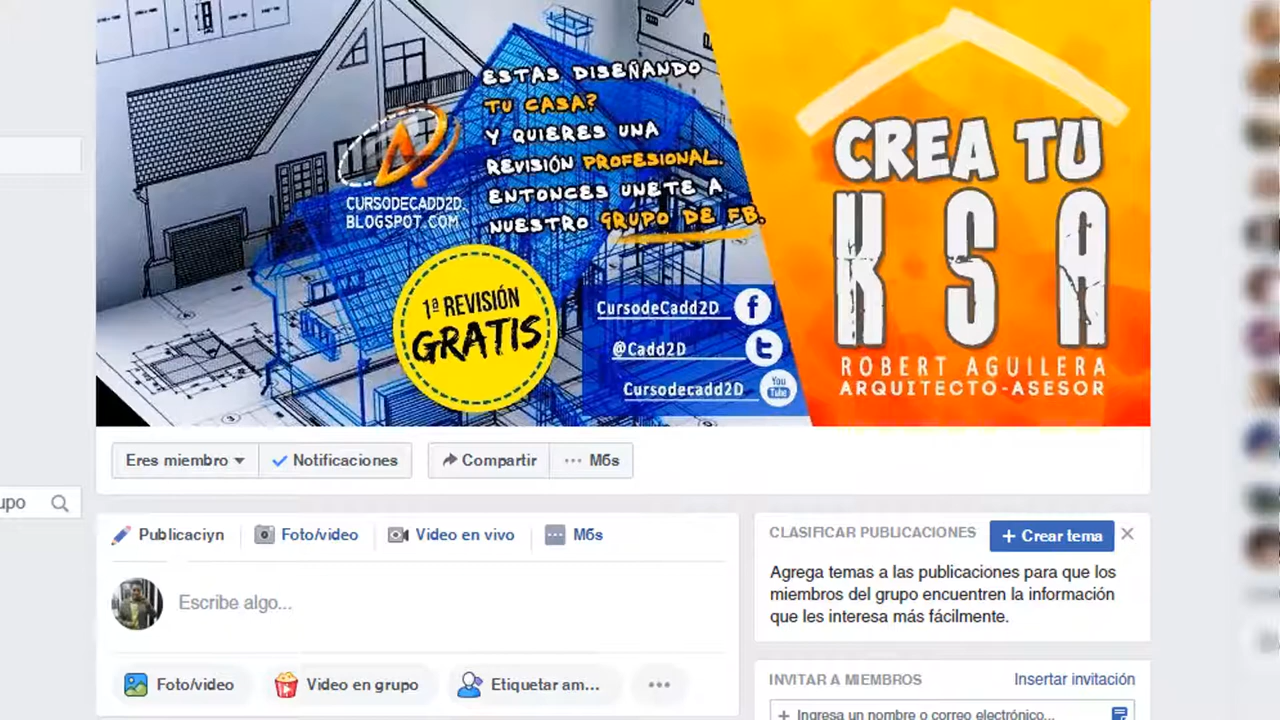 ESTAS DISEÑANDO
TU CASA?
Y QUIERES UNA
REVISIÓN PROFESIONAL.
ENTONCES UNETE A
NUESTRO GRUPO DE FB.
CURSODECADD2D.
BLOGSPOT.COM
1ª REVISIÓN
GRATIS
CursodeCadd2D
@Cadd2D
Cursodecadd2D
You
Tube
CREA TU
KSA
ROBERT AGUILERA
ARQUITECTO-ASESOR
Eres miembro
Notificaciones
Compartir
Мбs
upo
Publicaciyn
Foto/video
Video en vivo
Мбs
Escribe algo...
Foto/video
Video en grupo
Etiquetar am...
CLASIFICAR PUBLICACIONES
+ Crear tema
Agrega temas a las publicaciones para que los
miembros del grupo encuentren la información
que les interesa más fácilmente.
INVITAR A MIEMBROS
Insertar invitación
+ Ingresa un nombre o correo electrónico...